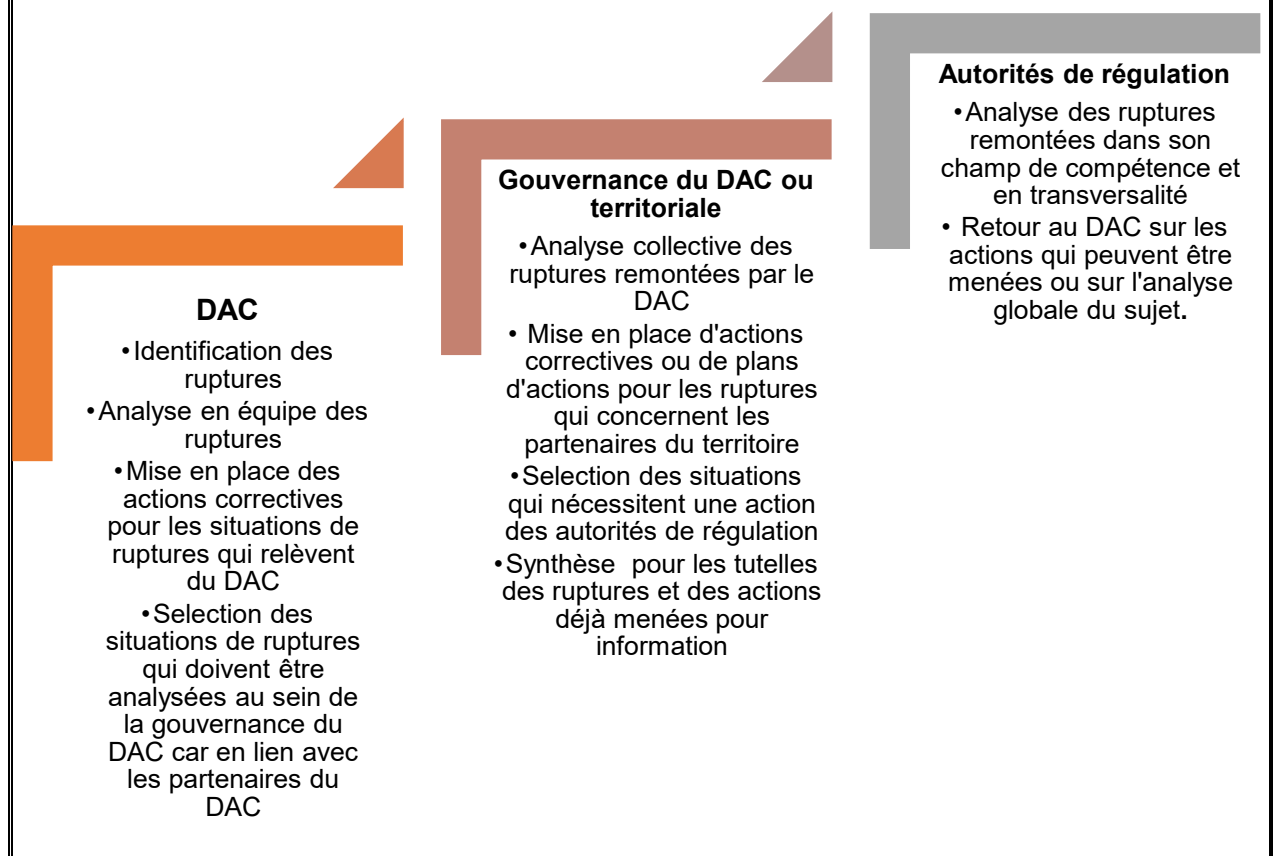 DAC
•Identification des
ruptures
•Analyse en équipe des
ruptures
•Mise en place des
actions correctives
pour les situations de
ruptures qui relèvent
du DAC
•Selection des
situations de ruptures
qui doivent être
analysées au sein de
la gouvernance du
DAC car en lien avec
les partenaires du
DAC
Gouvernance du DAC ou
territoriale
•Analyse collective des
ruptures remontées par le
DAC
• Mise en place d'actions
correctives ou de plans
d'actions pour les ruptures
qui concernent les
partenaires du territoire
•Selection des situations
qui nécessitent une action
des autorités de régulation
•Synthèse  pour les tutelles
des ruptures et des actions
déjà menées pour
information
Autorités de régulation
•Analyse des ruptures
remontées dans son
champ de compétence et
en transversalité
• Retour au DAC sur les
actions qui peuvent être
menées ou sur l'analyse
globale du sujet.